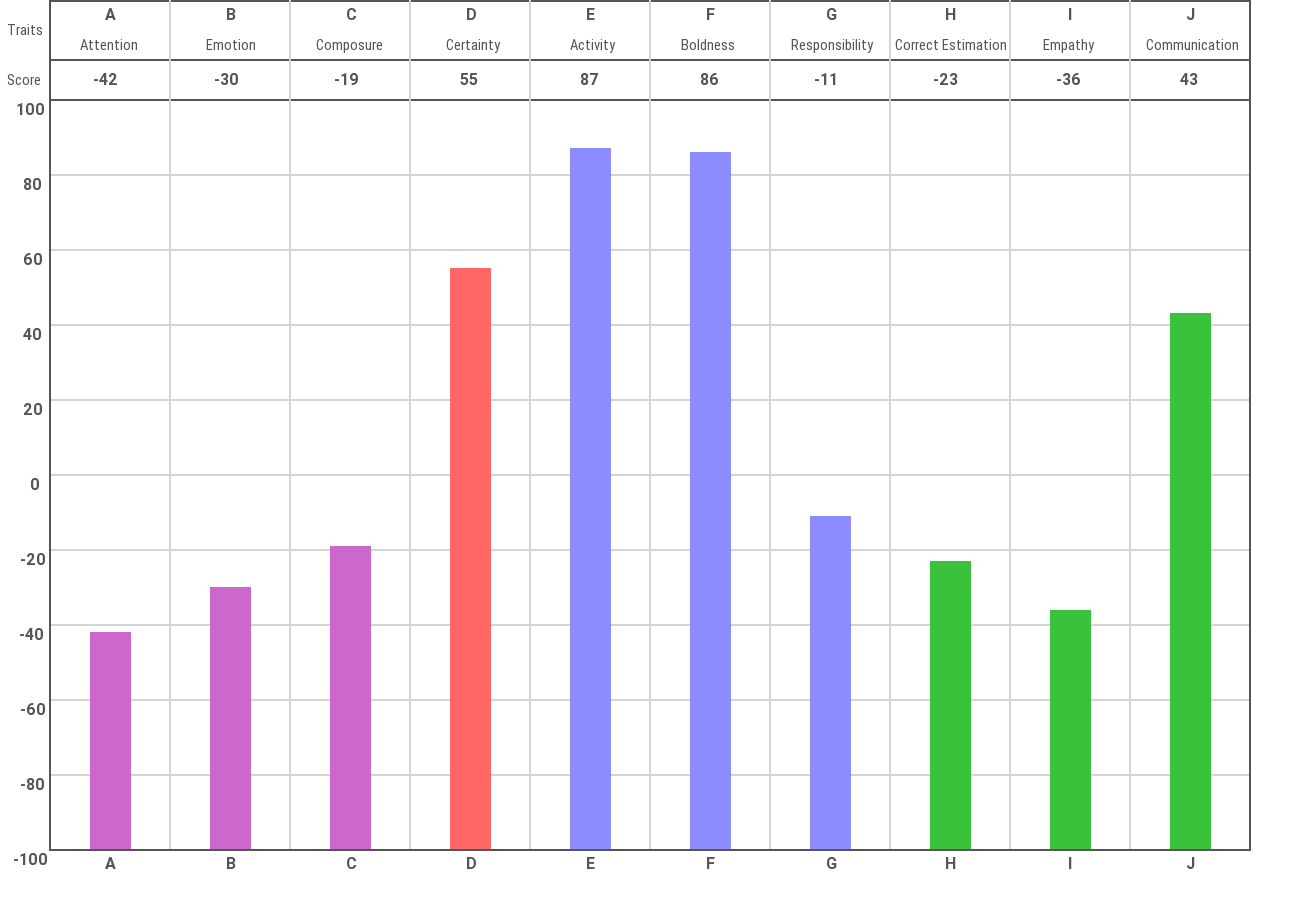 Traits
A B C D E F G H I J
Attention Emotion Composure Certainty Activity Boldness Responsibility Correct Estimation Empathy Communication
Score -42 -30 -19 55 87 86 -11 -23 -36 43
100
80
60
40
20
0
-20
-40
-60
-80
-100
A B C D E F G H I J